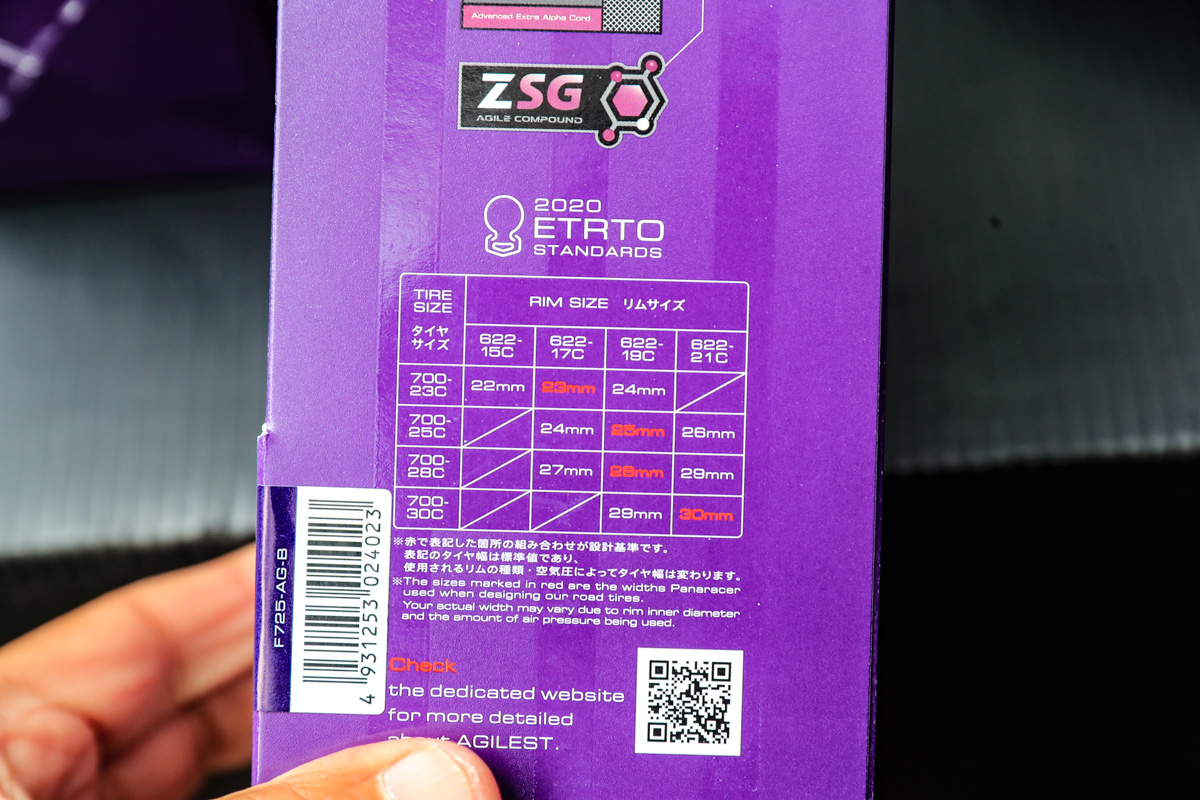 Advanced Extra Alpha Cord
ZSG
AGILE COMPOUND
2020
ETRTO
STANDARDS
TIRE
SIZE
タイヤ
サイズ
RIM SIZE リムサイズ
622-
15C
622-
17C
622-
19C
622-
21C
700-
23C
22mm
23mm
24mm
700-
25C
24mm
25mm
26mm
700-
28C
27mm
28mm
29mm
700-
30C
29mm
30mm
※赤で表記した箇所の組み合わせが設計基準です。
表記のタイヤ幅は標準値であり、
使用されるリムの種類・空気圧によってタイヤ幅は変わります。
※The sizes marked in red are the widths Panaracer
used when designing our road tires.
Your actual width may vary due to rim inner diameter
and the amount of air pressure being used.
F725-AG-B
4 931253 024023
Check
the dedicated website
for more detailed
about AGILEST.